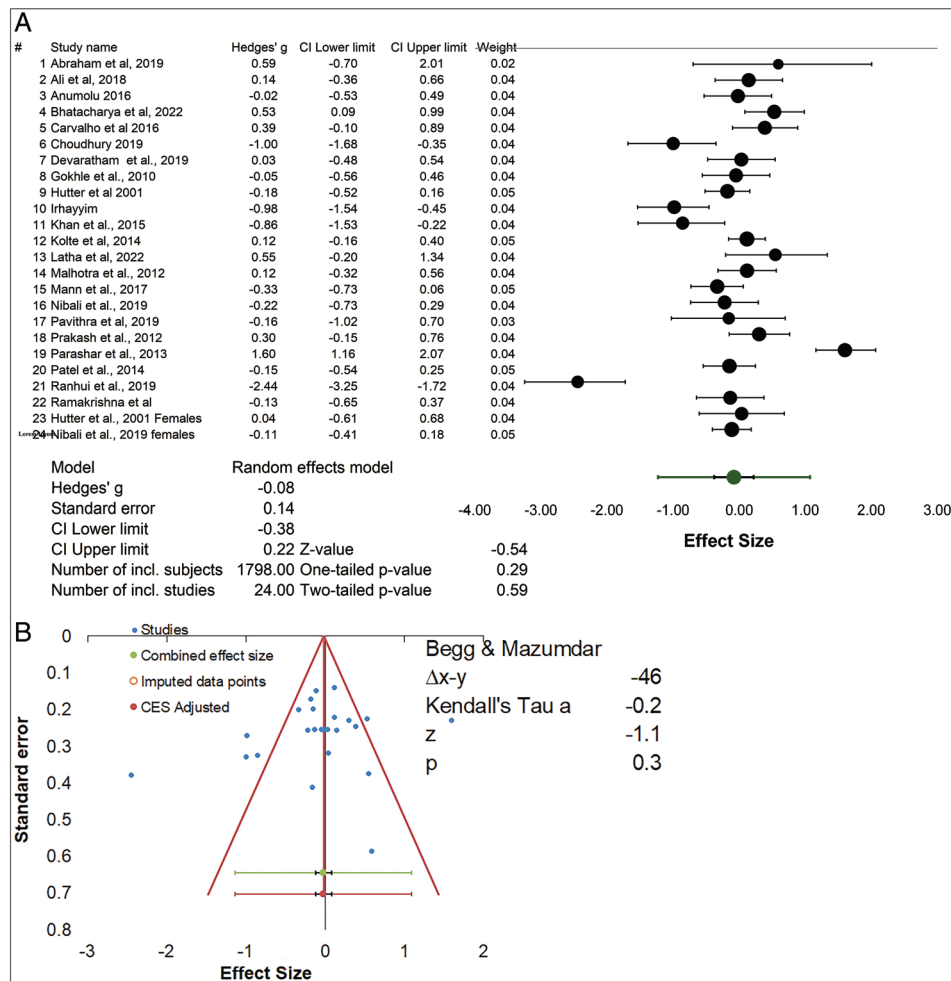 A
# Study name Hedges' g CI Lower limit CI Upper limit Weight
1 Abraham et al, 2019 0.59 -0.70 2.01 0.02
2 Ali et al, 2018 0.14 -0.36 0.66 0.04
3 Anumolu 2016 -0.02 -0.53 0.49 0.04
4 Bhatacharya et al, 2022 0.53 0.09 0.99 0.04
5 Carvalho et al 2016 0.39 -0.10 0.89 0.04
6 Choudhury 2019 -1.00 -1.68 -0.35 0.04
7 Devaratham et al., 2019 0.03 -0.48 0.54 0.04
8 Gokhle et al., 2010 -0.05 -0.56 0.46 0.04
9 Hutter et al 2001 -0.18 -0.52 0.16 0.05
10 Irhayyim -0.98 -1.54 -0.45 0.04
11 Khan et al., 2015 -0.86 -1.53 -0.22 0.04
12 Kolte et al, 2014 0.12 -0.16 0.40 0.05
13 Latha et al, 2022 0.55 -0.20 1.34 0.04
14 Malhotra et al, 2012 0.12 -0.32 0.56 0.04
15 Mann et al., 2017 -0.33 -0.73 0.06 0.05
16 Nibali et al., 2019 -0.22 -0.73 0.29 0.04
17 Pavithra et al, 2019 -0.16 -1.02 0.70 0.03
18 Prakash et al., 2012 0.30 -0.15 0.76 0.04
19 Parashar et al., 2013 1.60 1.16 2.07 0.04
20 Patel et al., 2014 -0.15 -0.54 0.25 0.05
21 Ranhui et al., 2019 -2.44 -3.25 -1.72 0.04
22 Ramakrishna et al -0.13 -0.65 0.37 0.04
23 Hutter et al., 2001 Females 0.04 -0.61 0.68 0.04
24 Nibali et al., 2019 females -0.11 -0.41 0.18 0.05
Model Random effects model
Hedges' g -0.08
Standard error 0.14
CI Lower limit -0.38
CI Upper limit 0.22 Z-value -0.54
Number of incl. subjects 1798.00 One-tailed p-value 0.29
Number of incl. studies 24.00 Two-tailed p-value 0.59
-4.00 -3.00 -2.00 -1.00 0.00 1.00 2.00 3.00
Effect Size
B
Studies
Combined effect size
Imputed data points
CES Adjusted
Begg & Mazumdar
Δx-y -46
Kendall's Tau a -0.2
z -1.1
p 0.3
Standard error
0
0.1
0.2
0.3
0.4
0.5
0.6
0.7
0.8
-3 -2 -1 0 1 2
Effect Size